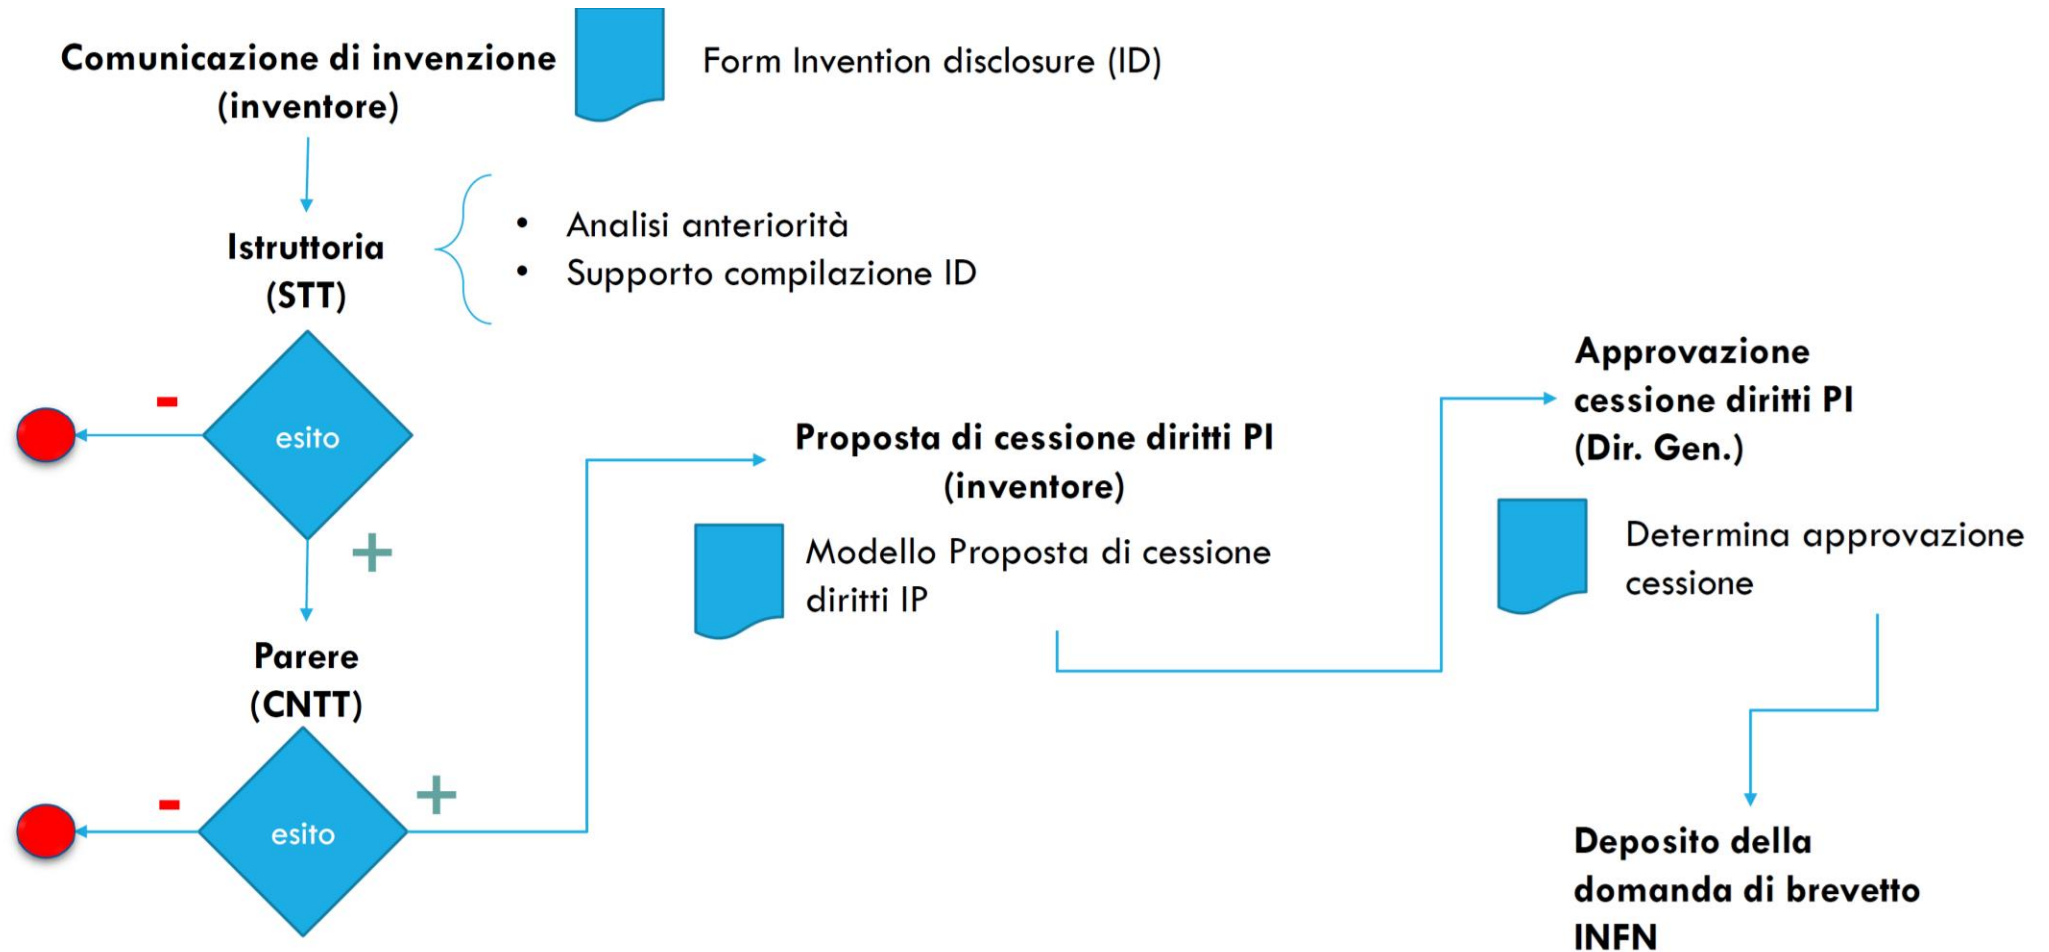 Comunicazione di invenzione
(inventore)
Form Invention disclosure (ID)
Istruttoria
(STT)
• Analisi anteriorità
• Supporto compilazione ID
-
esito
+
Parere
(CNTT)
-
esito
+
Proposta di cessione diritti PI
(inventore)
Modello Proposta di cessione
diritti IP
Approvazione
cessione diritti PI
(Dir. Gen.)
Determina approvazione
cessione
Deposito della
domanda di brevetto
INFN